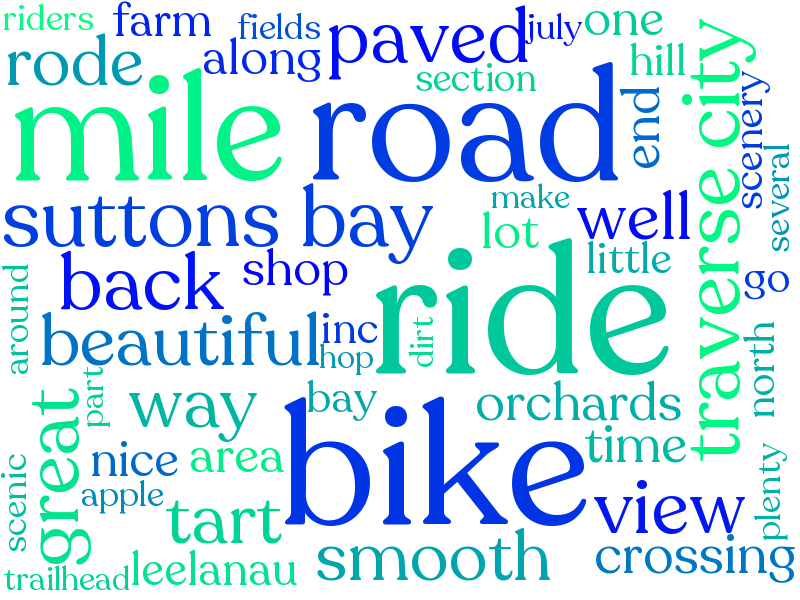 riders farm fields along paved july one
rode section hill
mile road end traverse city scenery
suttons bay make well lot several
back shop little go
around beautiful inc hop dirt ride north
part way bay orchards
great nice area bike time
scenic apple tart view plenty
smooth crossing
trailhead leelanau